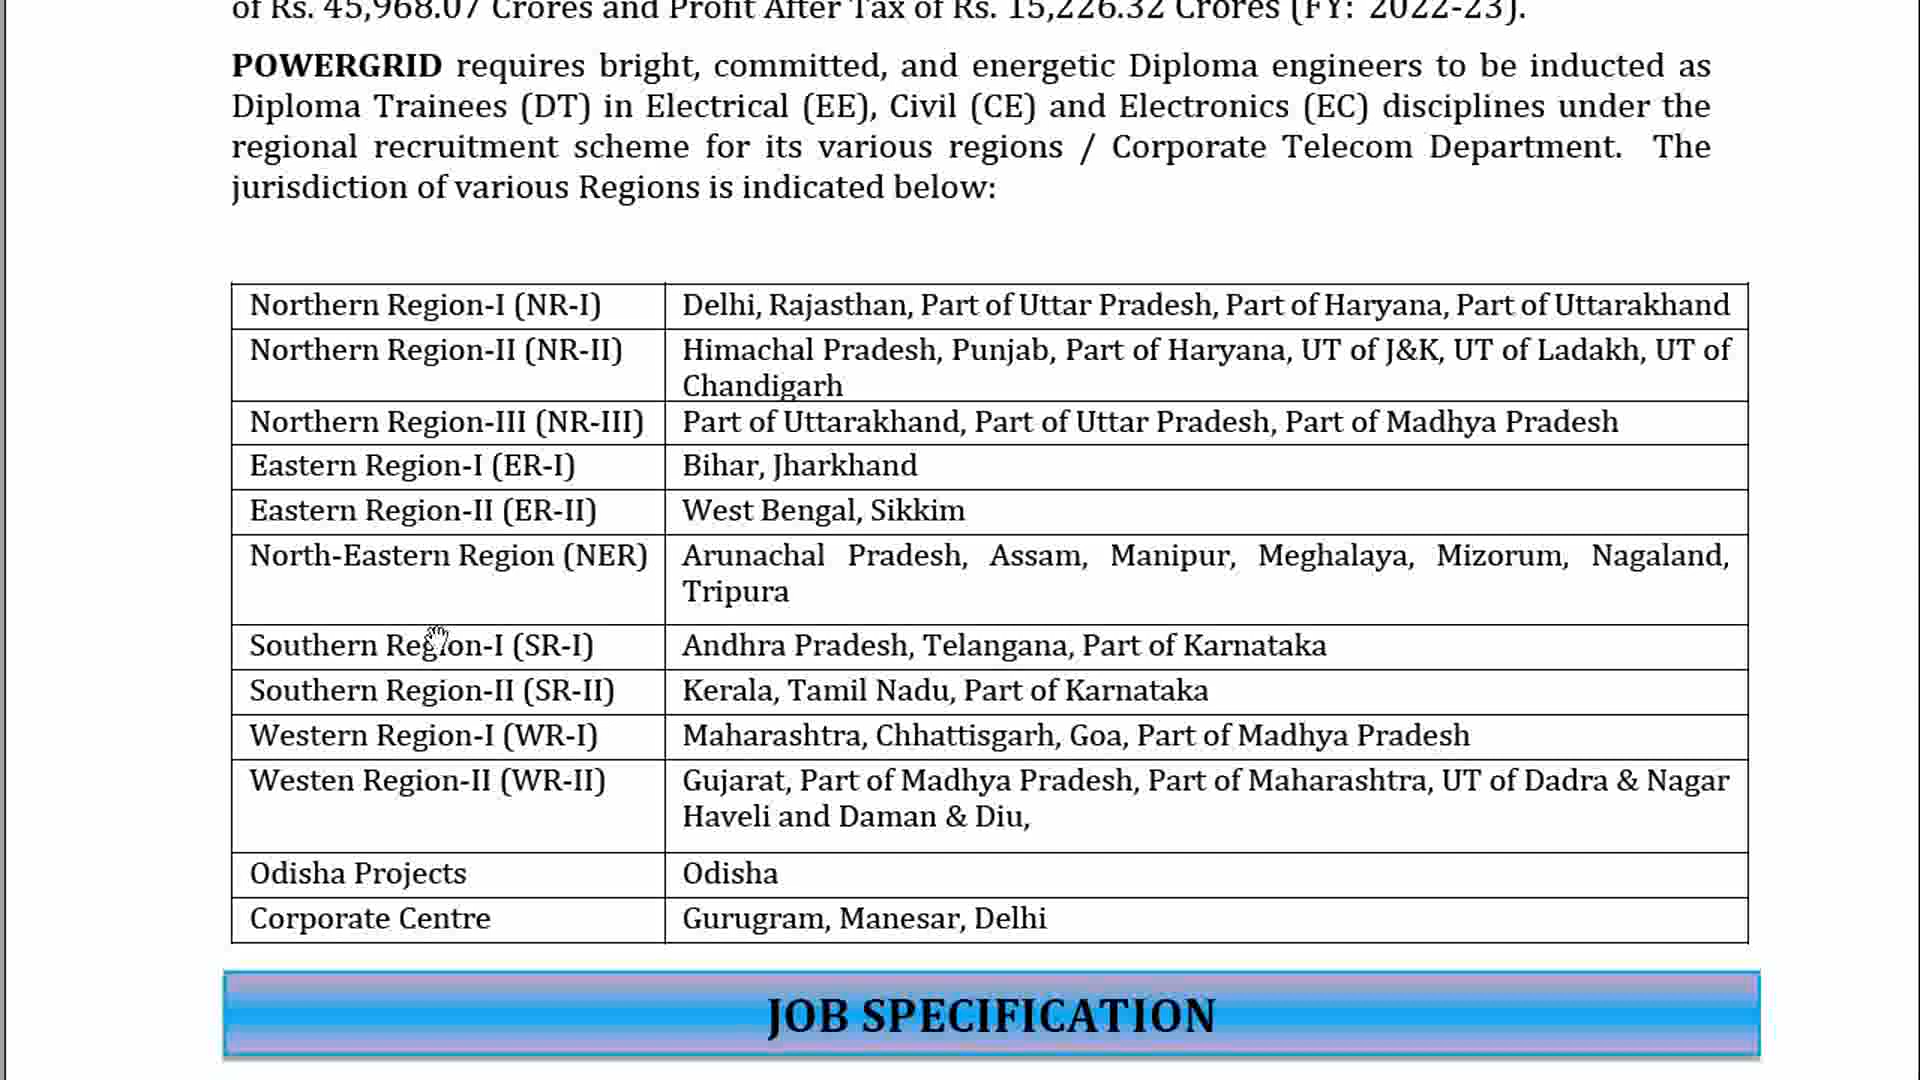 of Rs. 45,968.07 Crores and Profit After Tax of Rs. 15,226.32 Crores (FY: 2022-23).
POWERGRID requires bright, committed, and energetic Diploma engineers to be inducted as
Diploma Trainees (DT) in Electrical (EE), Civil (CE) and Electronics (EC) disciplines under the
regional recruitment scheme for its various regions / Corporate Telecom Department. The
jurisdiction of various Regions is indicated below:
Northern Region-I (NR-I) Delhi, Rajasthan, Part of Uttar Pradesh, Part of Haryana, Part of Uttarakhand
Northern Region-II (NR-II) Himachal Pradesh, Punjab, Part of Haryana, UT of J&K, UT of Ladakh, UT of
Chandigarh
Northern Region-III (NR-III) Part of Uttarakhand, Part of Uttar Pradesh, Part of Madhya Pradesh
Eastern Region-I (ER-I) Bihar, Jharkhand
Eastern Region-II (ER-II) West Bengal, Sikkim
North-Eastern Region (NER) Arunachal Pradesh, Assam, Manipur, Meghalaya, Mizorum, Nagaland,
Tripura
Southern Region-I (SR-I) Andhra Pradesh, Telangana, Part of Karnataka
Southern Region-II (SR-II) Kerala, Tamil Nadu, Part of Karnataka
Western Region-I (WR-I) Maharashtra, Chhattisgarh, Goa, Part of Madhya Pradesh
Westen Region-II (WR-II) Gujarat, Part of Madhya Pradesh, Part of Maharashtra, UT of Dadra & Nagar
Haveli and Daman & Diu,
Odisha Projects Odisha
Corporate Centre Gurugram, Manesar, Delhi
JOB SPECIFICATION